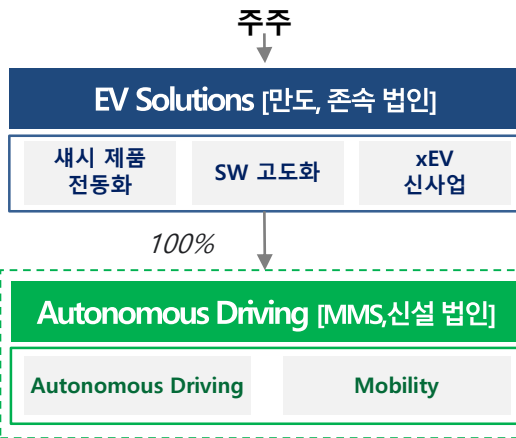 주주
EV Solutions [만도, 존속 법인]
섀시 제품
전동화
SW 고도화
xEV
신사업
100%
Autonomous Driving [MMS,신설 법인]
Autonomous Driving
Mobility